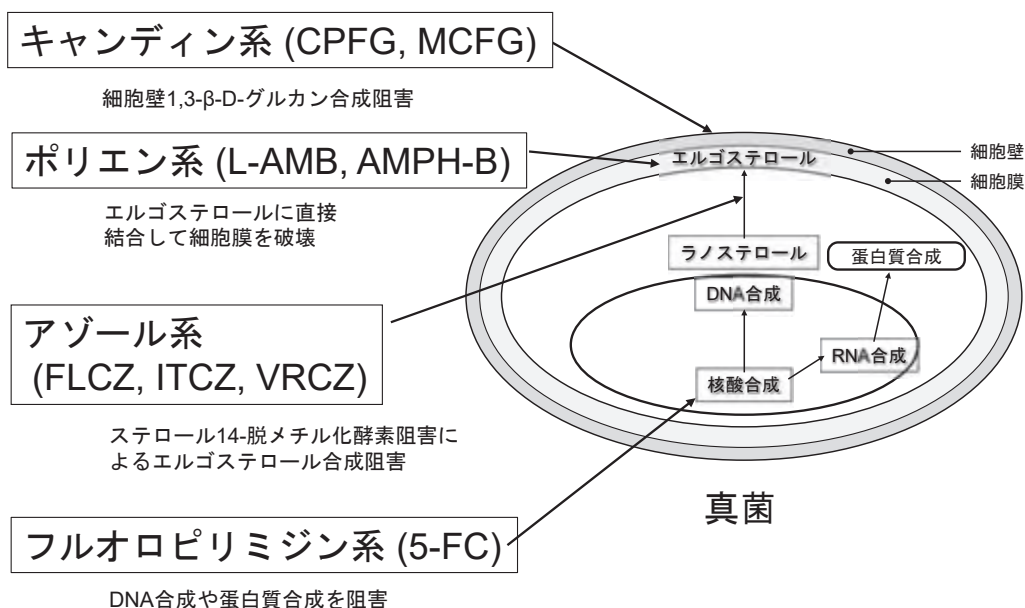 キャンディン系 (CPFG, MCFG)
細胞壁1,3-β-D-グルカン合成阻害
ポリエン系 (L-AMB, AMPH-B)
エルゴステロールに直接
結合して細胞膜を破壊
アゾール系
(FLCZ, ITCZ, VRCZ)
ステロール14-脱メチル化酵素阻害に
よるエルゴステロール合成阻害
フルオロピリミジン系 (5-FC)
DNA合成や蛋白質合成を阻害
エルゴステロール
細胞壁
細胞膜
ラノステロール
蛋白質合成
DNA合成
RNA合成
核酸合成
真菌